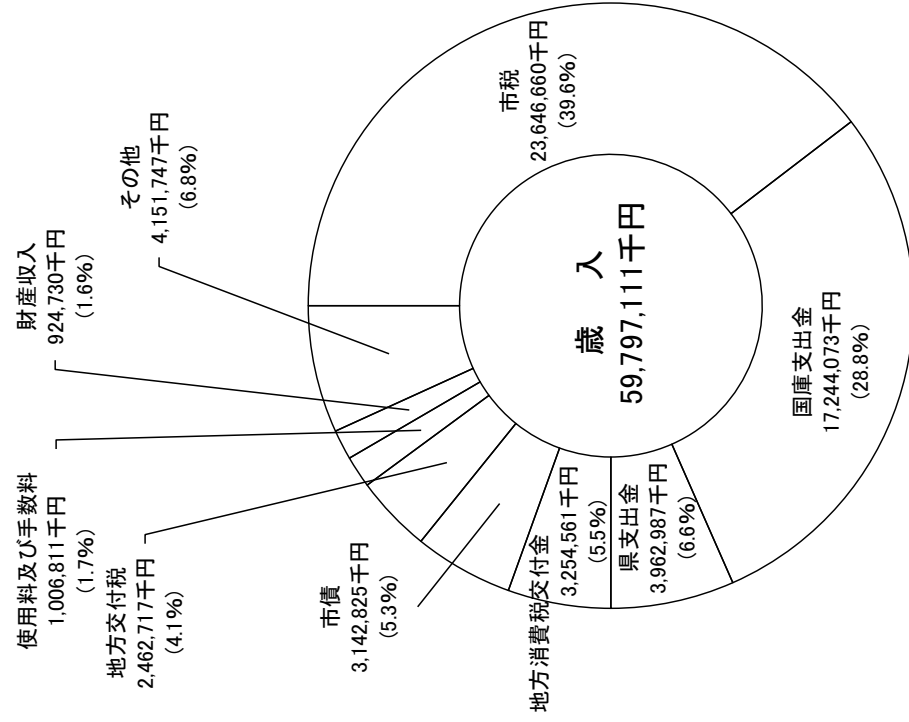 歳　入
59,797,111千円
市税
23,646,660千円
(39.6%)
国庫支出金
17,244,073千円
(28.8%)
県支出金
3,962,987千円
(6.6%)
地方消費税交付金
3,254,561千円
(5.5%)
市債
3,142,825千円
(5.3%)
地方交付税
2,462,717千円
(4.1%)
使用料及び手数料
1,006,811千円
(1.7%)
財産収入
924,730千円
(1.6%)
その他
4,151,747千円
(6.8%)